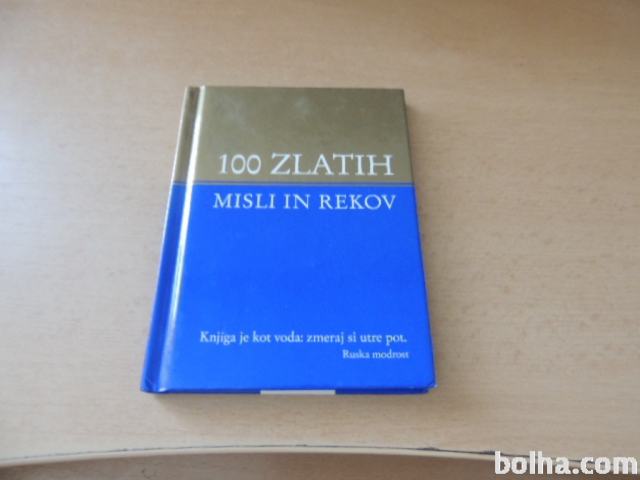 100 ZLATIH
MISLI IN REKOV
Knjiga je kot voda: zmeraj si utre pot.
Ruska modrost
bolha.com